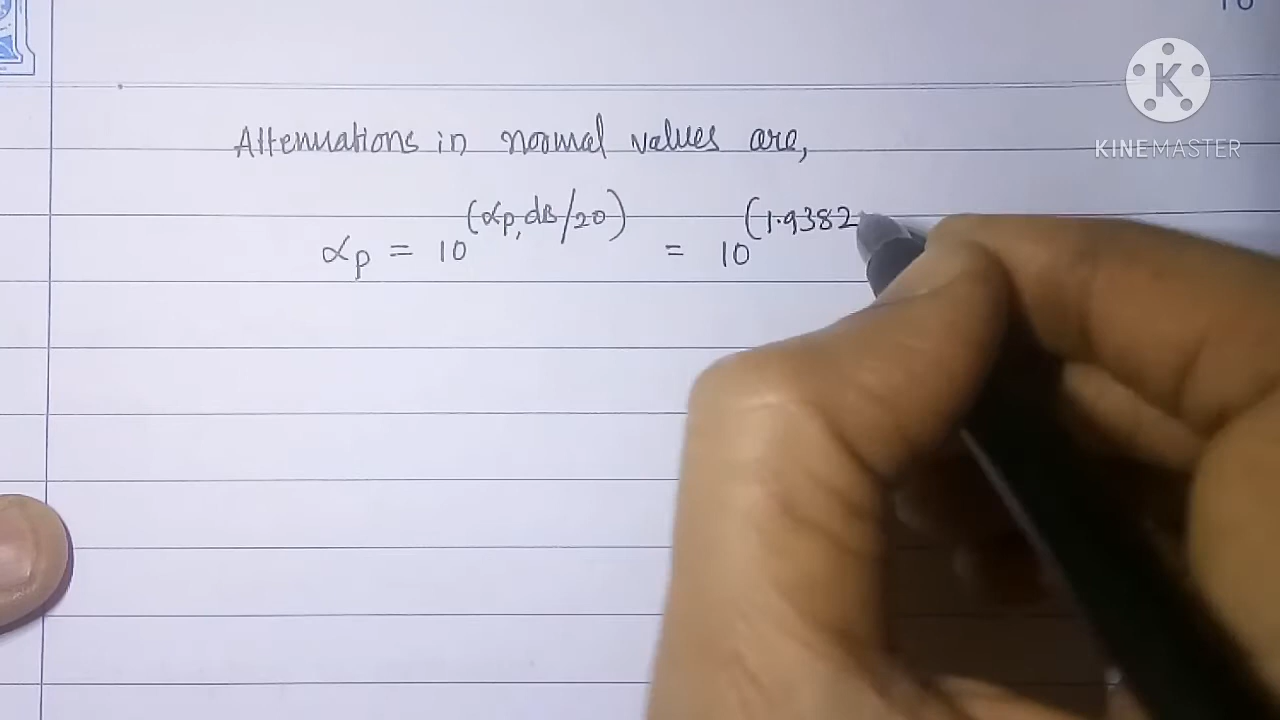 K
KINEMASTER
Attenuations in normal values are,
αp = 10^(αp,dB/20) = 10^(1.9382